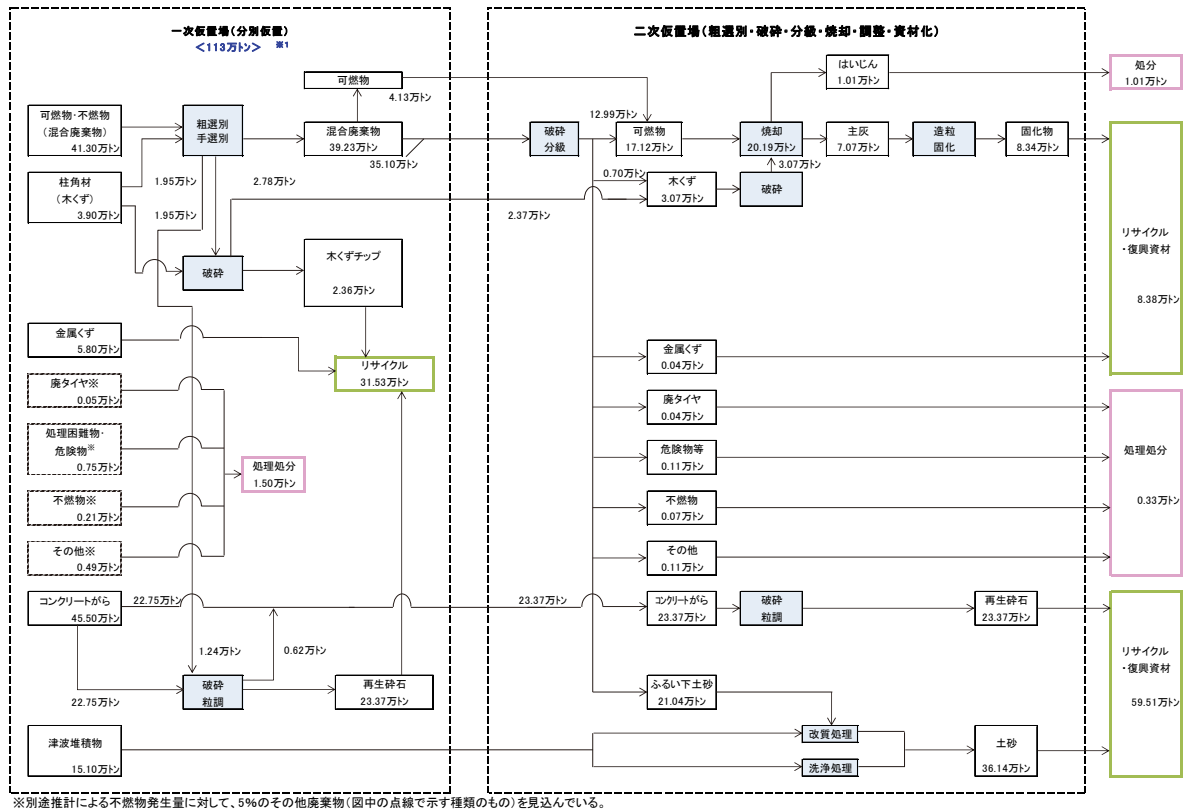 一次仮置場(分別仮置)
<113万トン> ※1
二次仮置場(粗選別・破砕・分級・焼却・調整・資材化)
可燃物・不燃物
(混合廃棄物)
41.30万トン
柱角材
(木くず)
3.90万トン
粗選別
手選別
可燃物
4.13万トン
混合廃棄物
39.23万トン
35.10万トン
1.95万トン
2.78万トン
1.95万トン
破砕
木くずチップ
2.36万トン
金属くず
5.80万トン
リサイクル
31.53万トン
廃タイヤ※
0.05万トン
処理困難物・
危険物※
0.75万トン
不燃物※
0.21万トン
その他※
0.49万トン
処理処分
1.50万トン
コンクリートがら
45.50万トン
22.75万トン
1.24万トン
0.62万トン
22.75万トン
破砕
粒調
再生砕石
23.37万トン
津波堆積物
15.10万トン
破砕
分級
12.99万トン
可燃物
17.12万トン
焼却
20.19万トン
はいじん
1.01万トン
処分
1.01万トン
主灰
7.07万トン
造粒
固化
固化物
8.34万トン
0.70万トン
木くず
3.07万トン
3.07万トン
破砕
2.37万トン
リサイクル
・復興資材
8.38万トン
金属くず
0.04万トン
廃タイヤ
0.04万トン
危険物等
0.11万トン
不燃物
0.07万トン
その他
0.11万トン
処理処分
0.33万トン
23.37万トン
コンクリートがら
23.37万トン
破砕
粒調
再生砕石
23.37万トン
ふるい下土砂
21.04万トン
改質処理
洗浄処理
土砂
36.14万トン
リサイクル
・復興資材
59.51万トン
※別途推計による不燃物発生量に対して、5%のその他廃棄物(図中の点線で示す種類のもの)を見込んでいる。